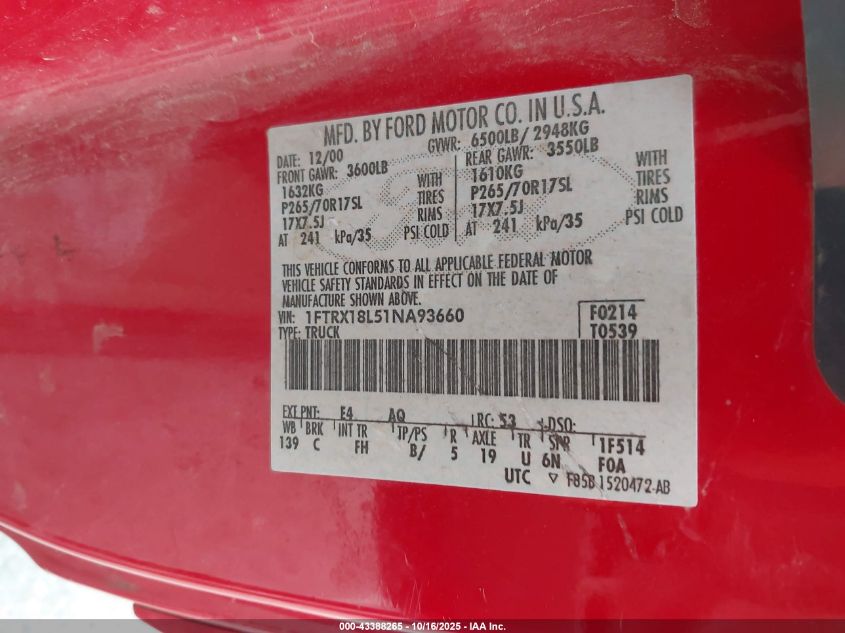 MFD. BY FORD MOTOR CO. IN U.S.A.
DATE: 12/00 GVWR: 6500LB/ 2948KG
FRONT GAWR: 3600LB REAR GAWR: 3550LB
1632KG WITH 1610KG WITH
P265/70R17SL TIRES P265/70R17SL TIRES
17X7.5J RIMS 17X7.5J RIMS
AT 241 kPa/35 PSI COLD AT 241 kPa/35 PSI COLD
THIS VEHICLE CONFORMS TO ALL APPLICABLE FEDERAL MOTOR
VEHICLE SAFETY STANDARDS IN EFFECT ON THE DATE OF
MANUFACTURE SHOWN ABOVE.
VIN: 1FTRX18L51NA93660 F0214
TYPE: TRUCK T0539
EXT PNT: E4 AQ RC: 53 DSO:
WB BRK INT TR TP/PS R AXLE TR SPR 1F514
139 C FH B/ 5 19 U 6N F0A
UTC ▽ F85B 1520472-AB
000-43388265 - 10/16/2025 - IAA Inc.